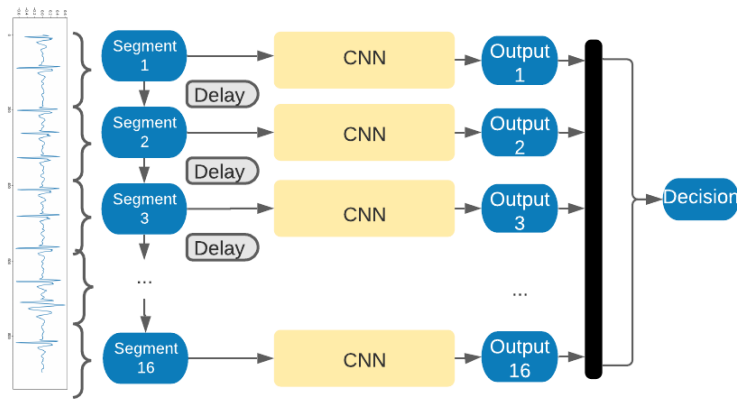 Segment
1
CNN
Output
1
Delay
Segment
2
CNN
Output
2
Delay
Segment
3
CNN
Output
3
Delay
Decision
...
...
Segment
16
CNN
Output
16